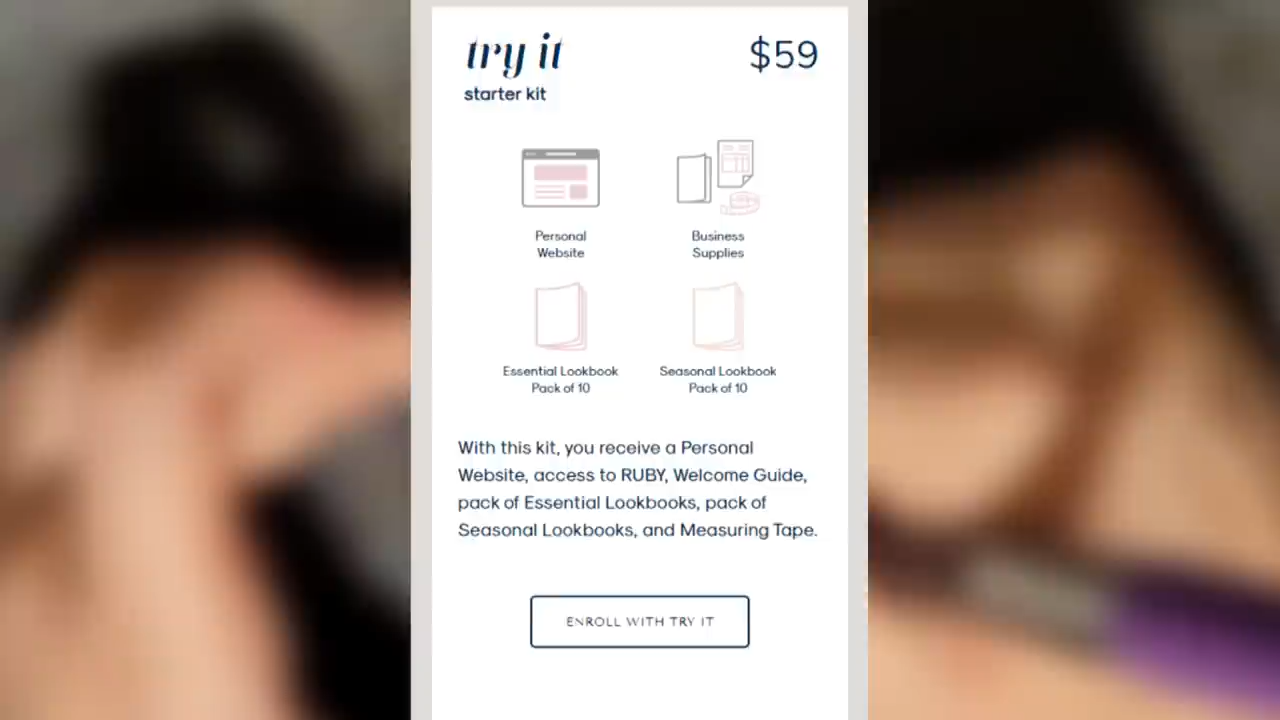 try it
$59
starter kit
Personal
Website
Business
Supplies
Essential Lookbook
Pack of 10
Seasonal Lookbook
Pack of 10
With this kit, you receive a Personal
Website, access to RUBY, Welcome Guide,
pack of Essential Lookbooks, pack of
Seasonal Lookbooks, and Measuring Tape.
ENROLL WITH TRY IT